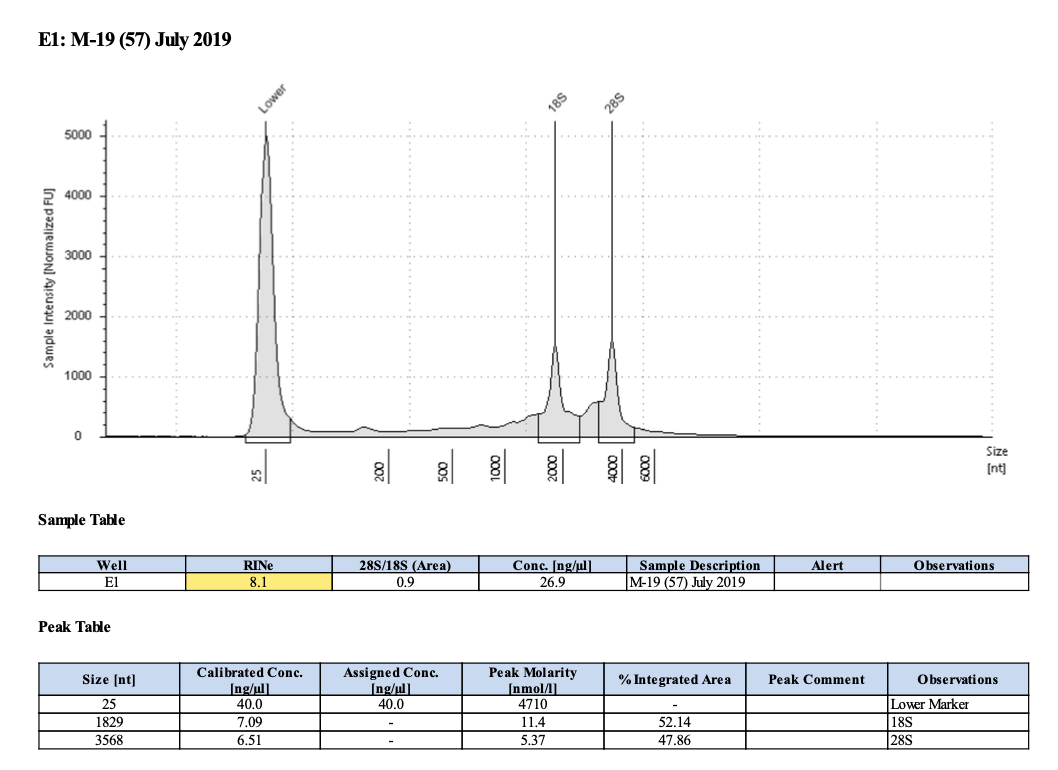 E1: M-19 (57) July 2019
Lower 18S 28S
Sample Intensity [Normalized FU]
5000
4000
3000
2000
1000
0
25 200 500 1000 2000 4000 6000
Size
[nt]
Sample Table
Well RINe 28S/18S (Area) Conc. [ng/µl] Sample Description Alert Observations
E1 8.1 0.9 26.9 M-19 (57) July 2019
Peak Table
Size [nt] Calibrated Conc. [ng/µl] Assigned Conc. [ng/µl] Peak Molarity [nmol/l] % Integrated Area Peak Comment Observations
25 40.0 40.0 4710 - Lower Marker
1829 7.09 - 11.4 52.14 18S
3568 6.51 - 5.37 47.86 28S